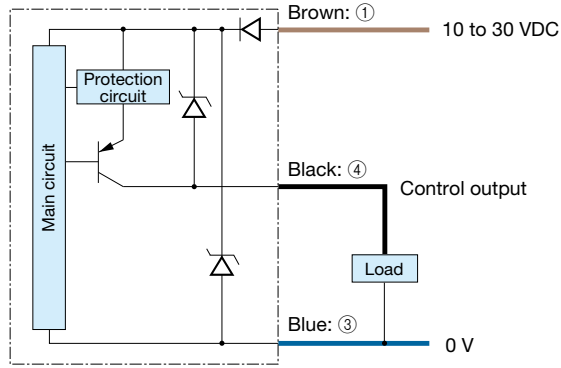 Brown: ①
10 to 30 VDC
Protection
circuit
Main circuit
Black: ④
Control output
Load
Blue: ③
0 V